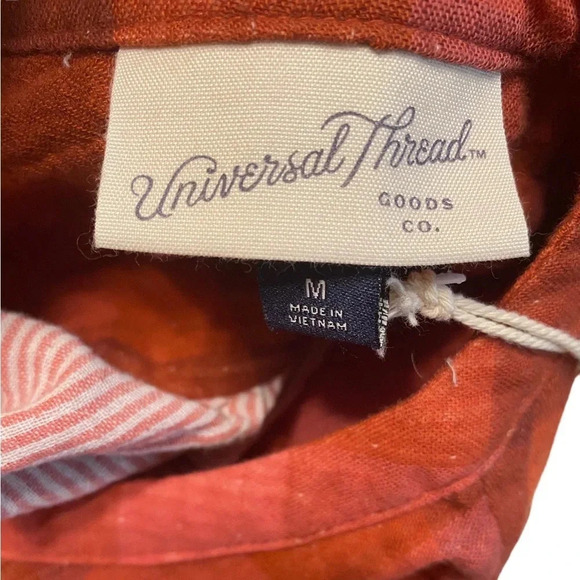 Universal Thread™
GOODS
CO.
M
MADE IN
VIETNAM